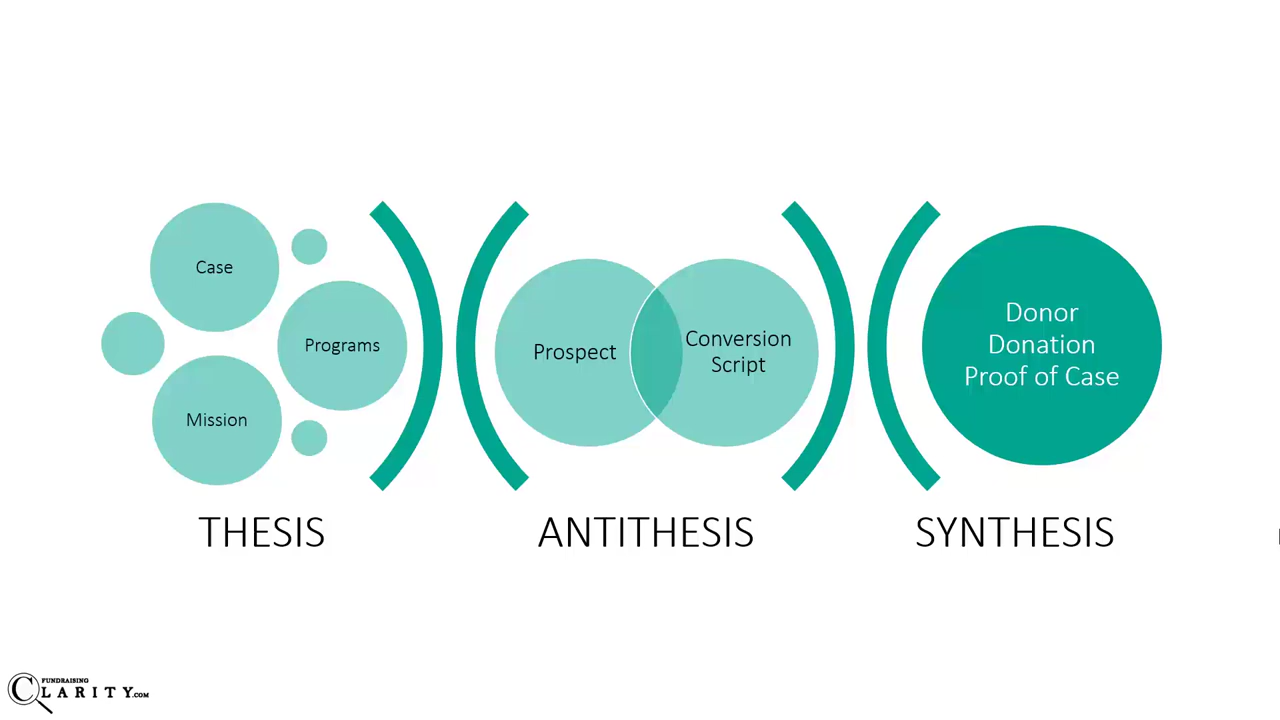 Case
Programs
Mission
THESIS
Prospect
Conversion
Script
ANTITHESIS
Donor
Donation
Proof of Case
SYNTHESIS
FUNDRAISING
CLARITY.COM